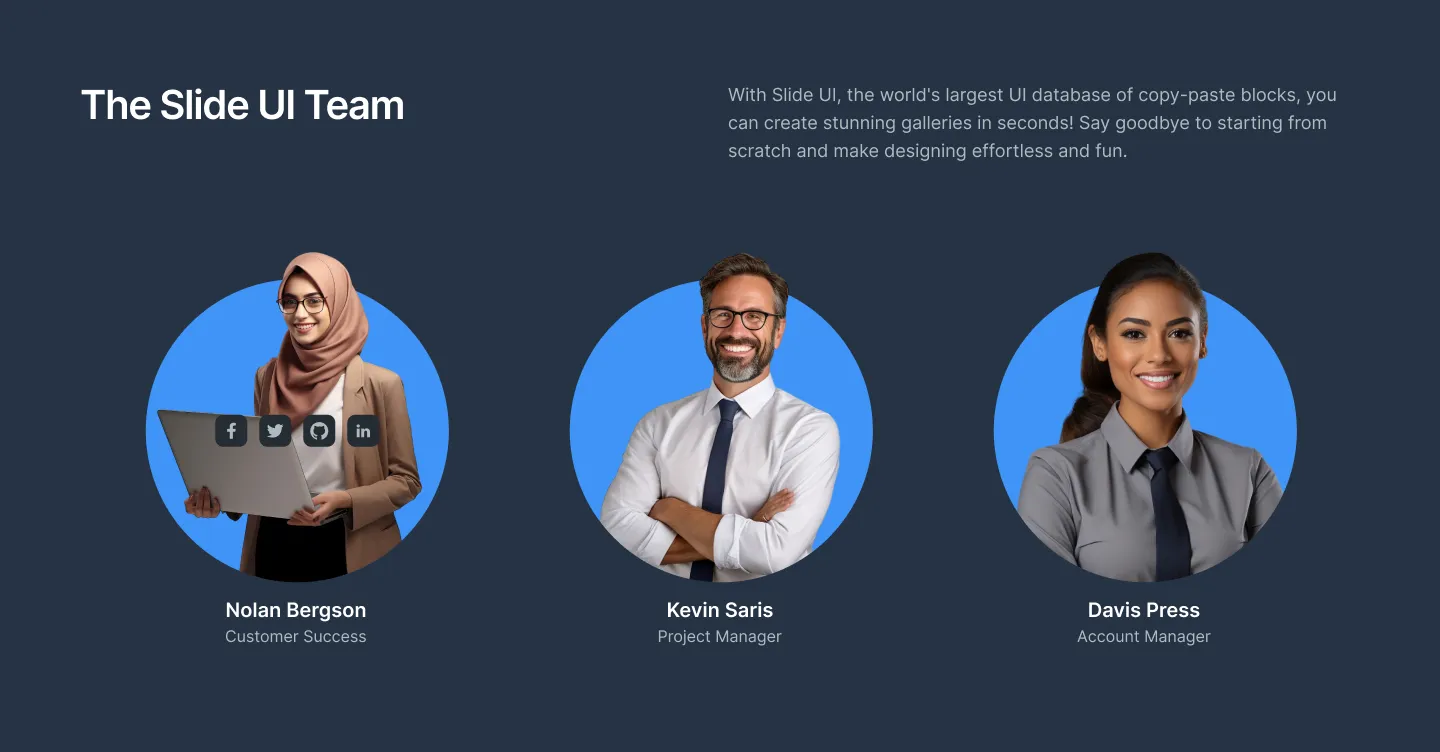 The Slide UI Team
With Slide UI, the world's largest UI database of copy-paste blocks, you
can create stunning galleries in seconds! Say goodbye to starting from
scratch and make designing effortless and fun.
Nolan Bergson
Customer Success
Kevin Saris
Project Manager
Davis Press
Account Manager